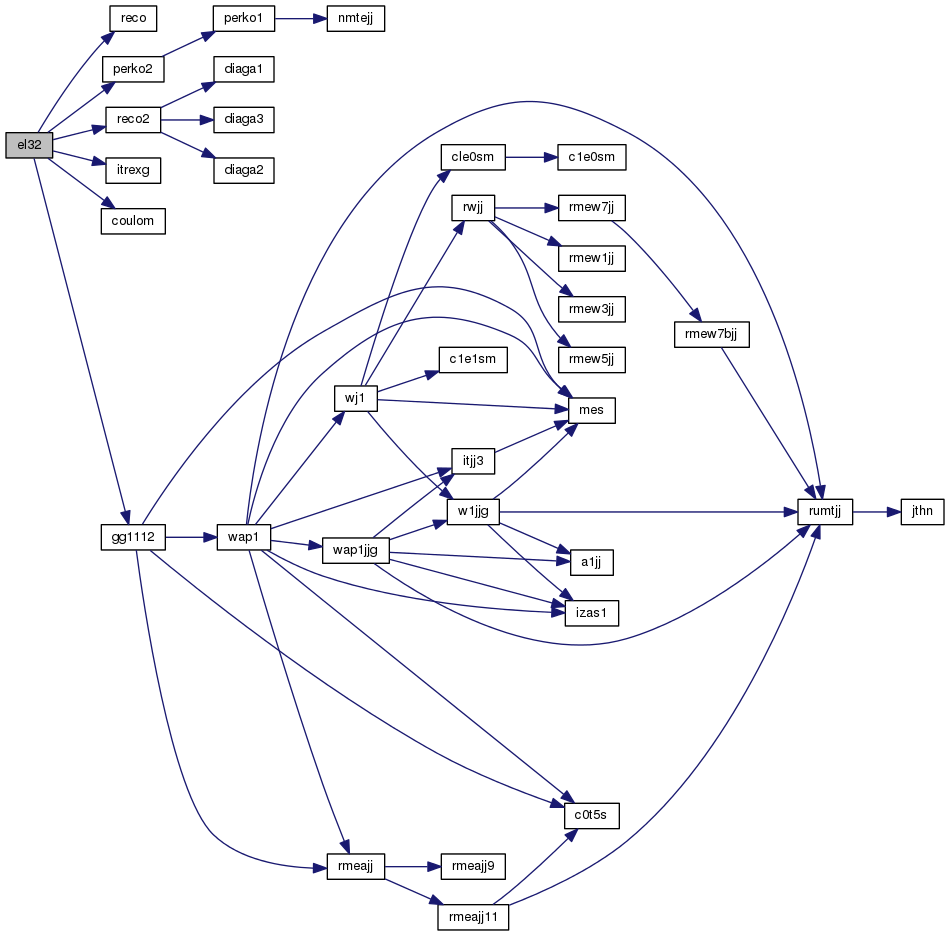 reco
perko1
nmtejj
perko2
diaga1
reco2
diaga3
el32
itrexg
diaga2
coulom
cle0sm
c1e0sm
rwjj
rmew7jj
rmew1jj
rmew3jj
rmew7bjj
rmew5jj
c1e1sm
wj1
mes
itjj3
w1jjg
rumtjj
jthn
gg1112
wap1
wap1jjg
a1jj
izas1
c0t5s
rmeajj
rmeajj9
rmeajj11